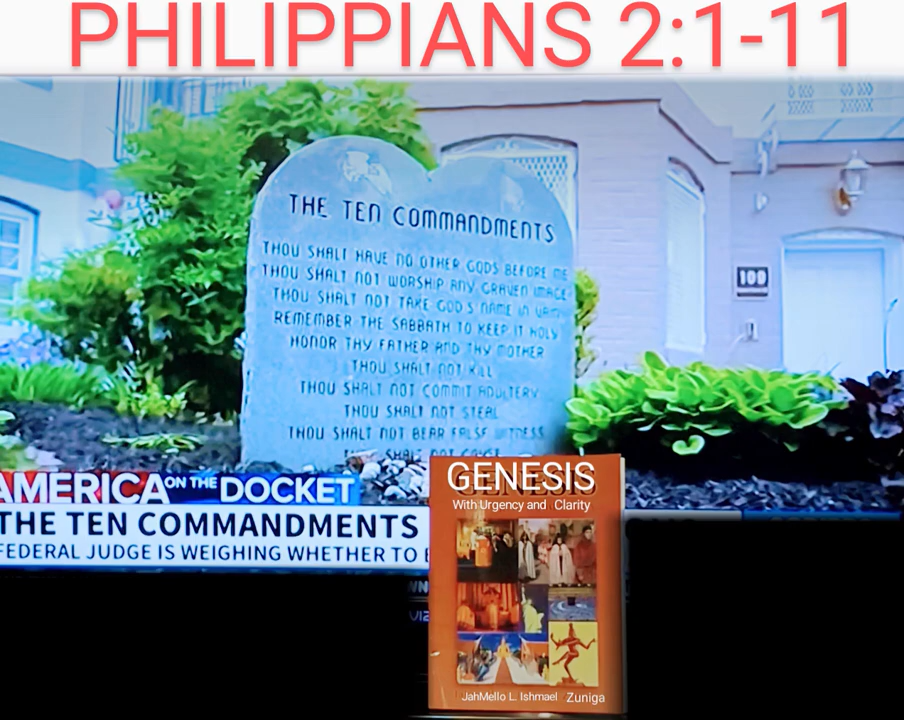 PHILIPPIANS 2:1-11
THE TEN COMMANDMENTS
THOU SHALT HAVE NO OTHER GODS BEFORE ME
THOU SHALT NOT WORSHIP ANY GRAVEN IMAGE
THOU SHALT NOT TAKE GOD'S NAME IN VAIN
REMEMBER THE SABBATH TO KEEP IT HOLY
HONOR THY FATHER AND THY MOTHER
THOU SHALT NOT KILL
THOU SHALT NOT COMMIT ADULTERY
THOU SHALT NOT STEAL
THOU SHALT NOT BEAR FALSE WITNESS
109
AMERICA ON THE DOCKET
THE TEN COMMANDMENTS
FEDERAL JUDGE IS WEIGHING WHETHER TO
GENESIS
With Urgency and Clarity
JahMello L. Ishmael Zuniga